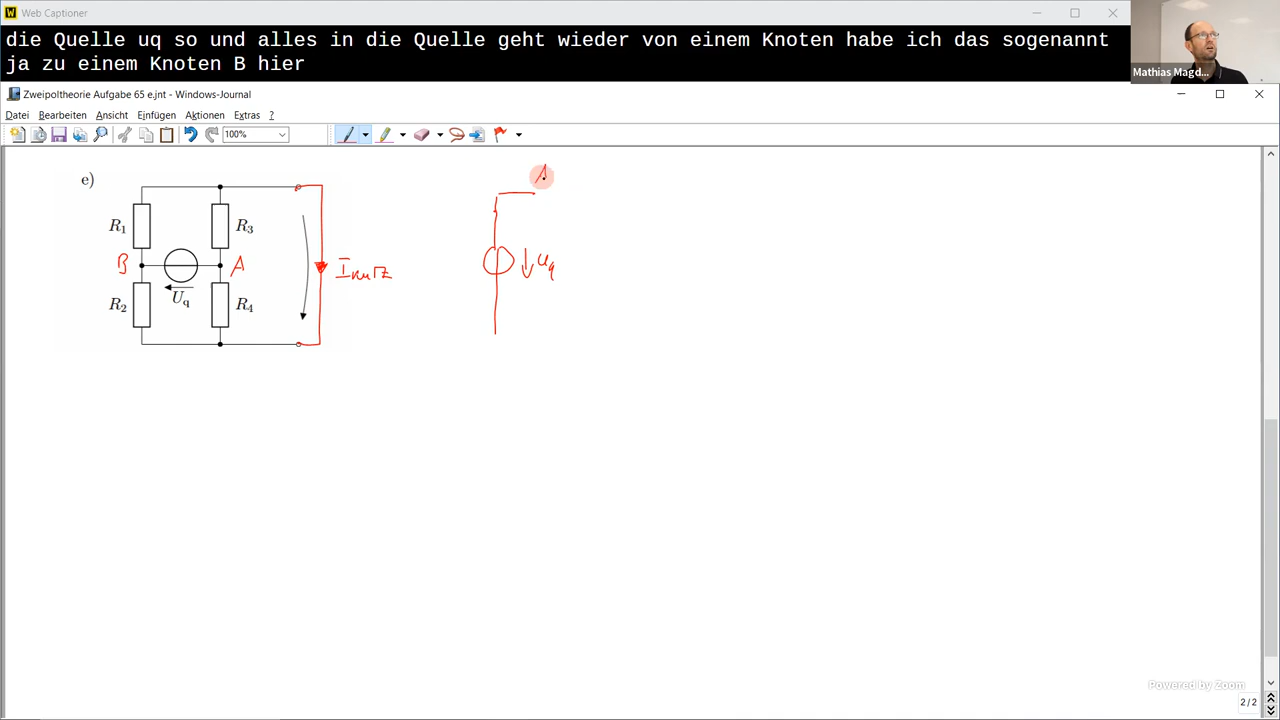 Web Captioner
die Quelle uq so und alles in die Quelle geht wieder von einem Knoten habe ich das sogenannt
ja zu einem Knoten B hier
Mathias Magd...
Zweipoltheorie Aufgabe 65 e.jnt - Windows-Journal
Datei Bearbeiten Ansicht Einfügen Aktionen Extras ?
100%
e)
A
R1 R3
B A Ikurz uq
Uq
R2 R4
Powered by Zoom
2 / 2